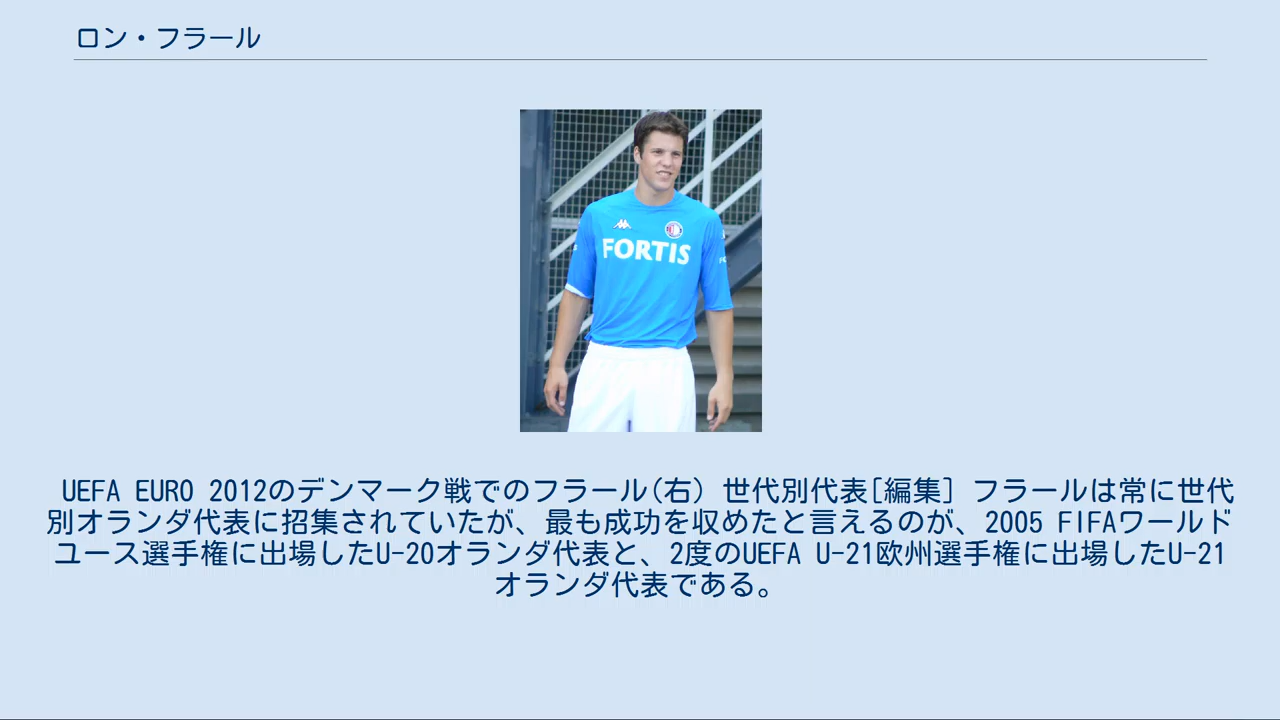 ロン・フラール
FORTIS
UEFA EURO 2012のデンマーク戦でのフラール(右) 世代別代表[編集] フラールは常に世代
別オランダ代表に招集されていたが、最も成功を収めたと言えるのが、2005 FIFAワールド
ユース選手権に出場したU-20オランダ代表と、2度のUEFA U-21欧州選手権に出場したU-21
オランダ代表である。